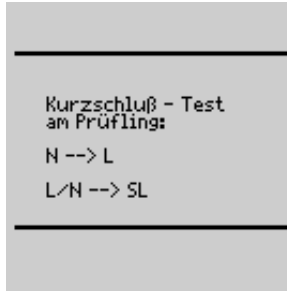 Kurzschluß - Test
am Prüfling:
N --> L
L/N --> SL